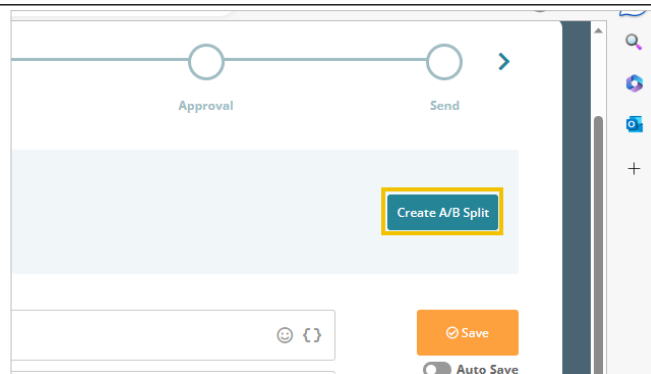 Approval
Send
Create A/B Split
{}
Save
Auto Save